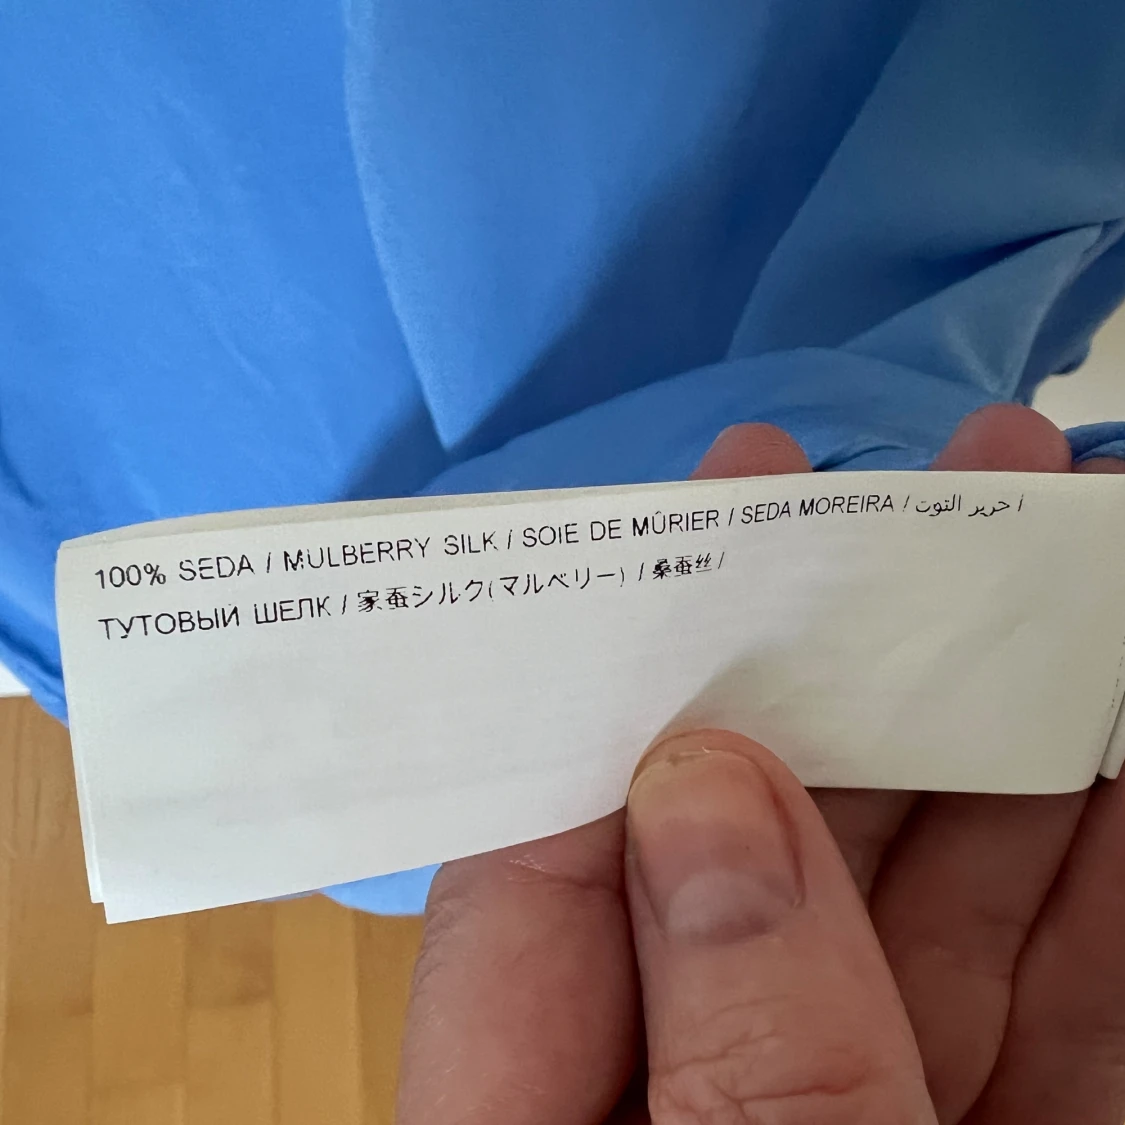 100% SEDA / MULBERRY SILK / SOIE DE MÛRIER / SEDA MOREIRA / حرير التوت /
ТУТОВЫЙ ШЕЛК / 家蚕シルク(マルベリー) / 桑蚕丝 /